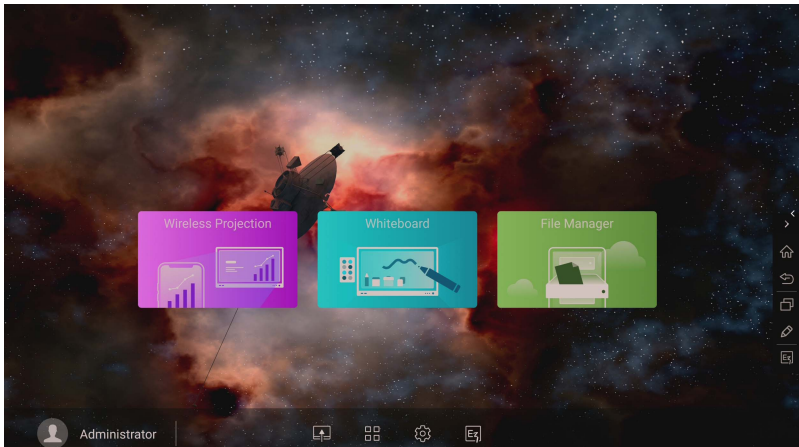 Wireless Projection
Whiteboard
File Manager
Administrator